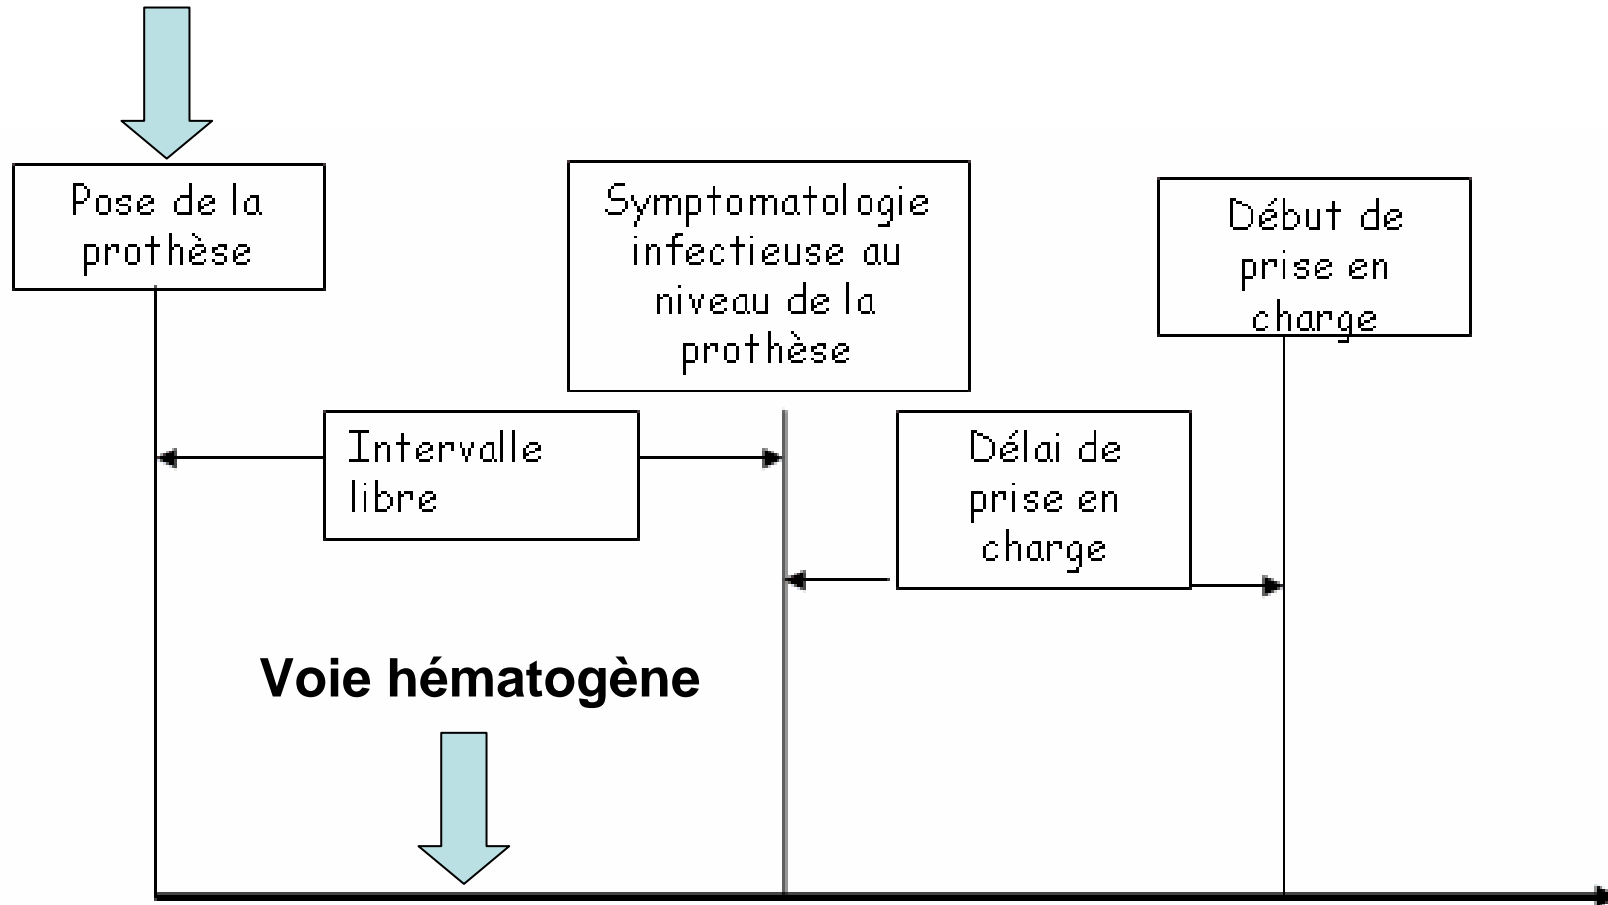 Pose de la
prothèse
Symptomatologie
infectieuse au
niveau de la
prothèse
Début de
prise en
charge
Intervalle
libre
Délai de
prise en
charge
Voie hématogène